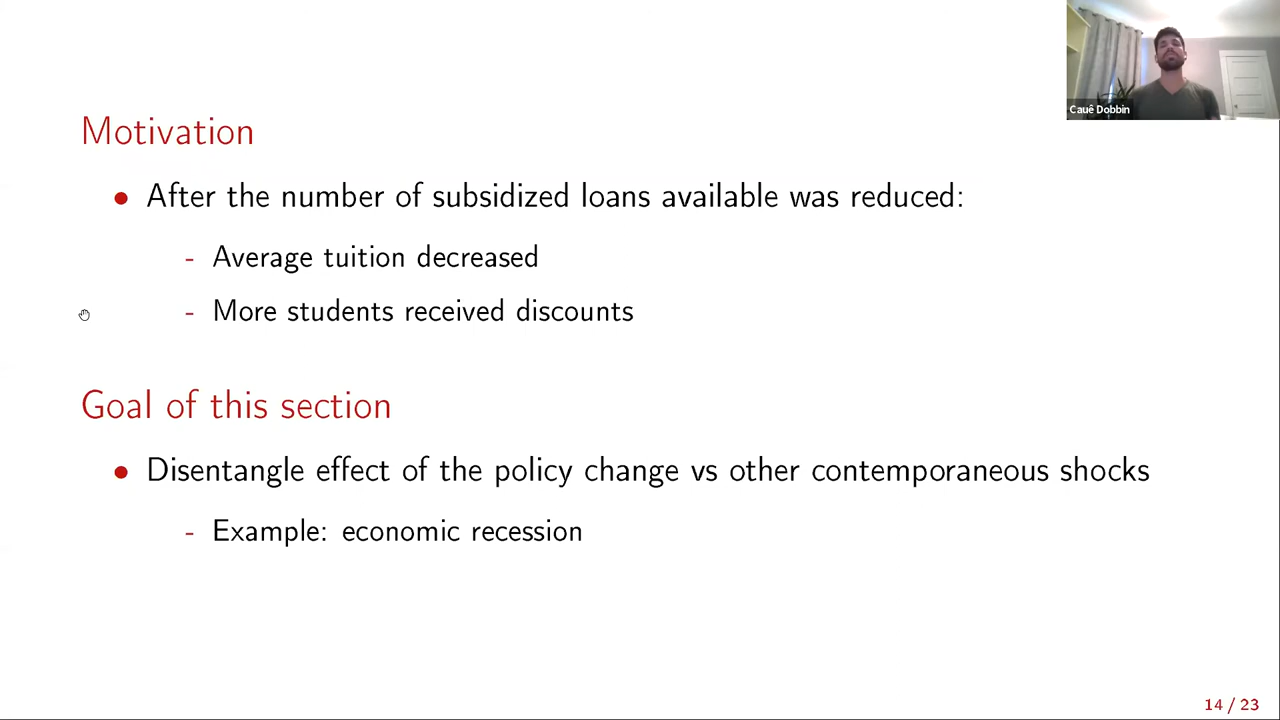 Cauê Dobbin
Motivation
• After the number of subsidized loans available was reduced:
- Average tuition decreased
- More students received discounts
Goal of this section
• Disentangle effect of the policy change vs other contemporaneous shocks
- Example: economic recession
14 / 23